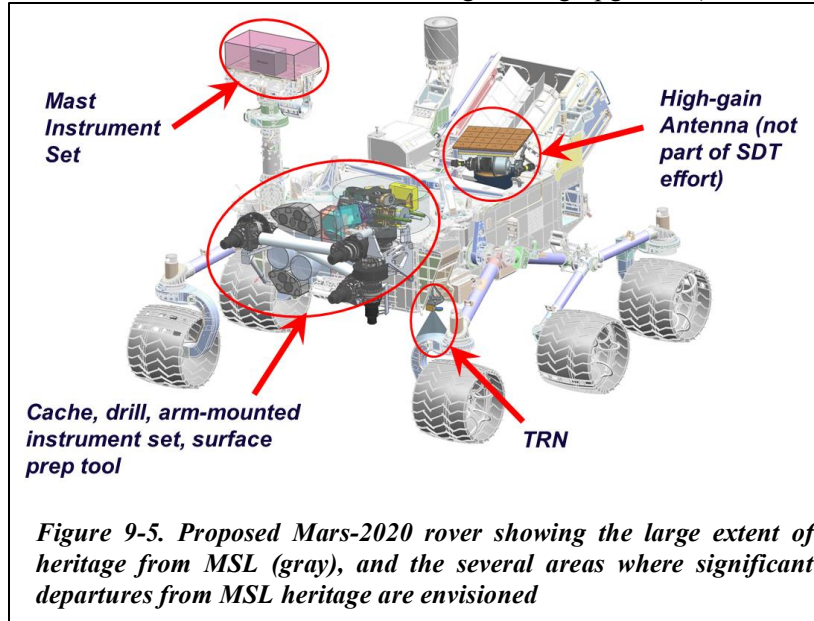 Mast
Instrument
Set
High-gain
Antenna (not
part of SDT
effort)
Cache, drill, arm-mounted
instrument set, surface
prep tool
TRN
Figure 9-5. Proposed Mars-2020 rover showing the large extent of
heritage from MSL (gray), and the several areas where significant
departures from MSL heritage are envisioned